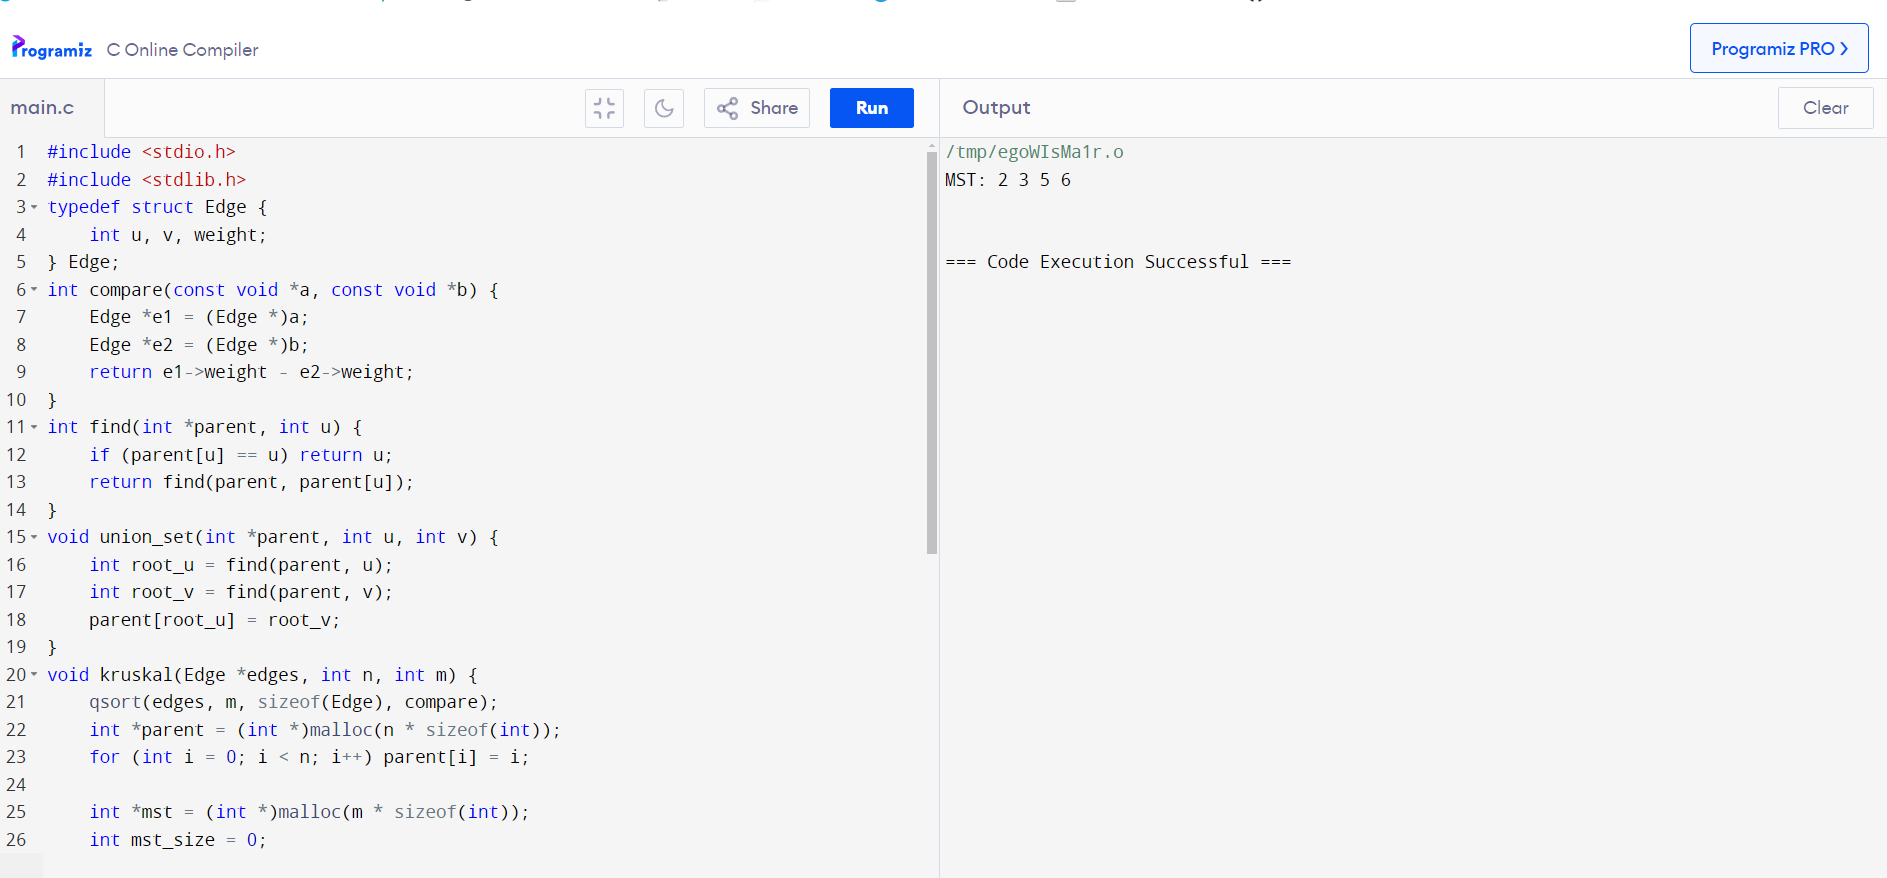 Programiz C Online Compiler
Programiz PRO
main.c
Share
Run
Output
Clear
1 #include <stdio.h>
2 #include <stdlib.h>
3 typedef struct Edge {
4     int u, v, weight;
5 } Edge;
6 int compare(const void *a, const void *b) {
7     Edge *e1 = (Edge *)a;
8     Edge *e2 = (Edge *)b;
9     return e1->weight - e2->weight;
10 }
11 int find(int *parent, int u) {
12     if (parent[u] == u) return u;
13     return find(parent, parent[u]);
14 }
15 void union_set(int *parent, int u, int v) {
16     int root_u = find(parent, u);
17     int root_v = find(parent, v);
18     parent[root_u] = root_v;
19 }
20 void kruskal(Edge *edges, int n, int m) {
21     qsort(edges, m, sizeof(Edge), compare);
22     int *parent = (int *)malloc(n * sizeof(int));
23     for (int i = 0; i < n; i++) parent[i] = i;
24
25     int *mst = (int *)malloc(m * sizeof(int));
26     int mst_size = 0;
/tmp/egoWIsMa1r.o
MST: 2 3 5 6
=== Code Execution Successful ===